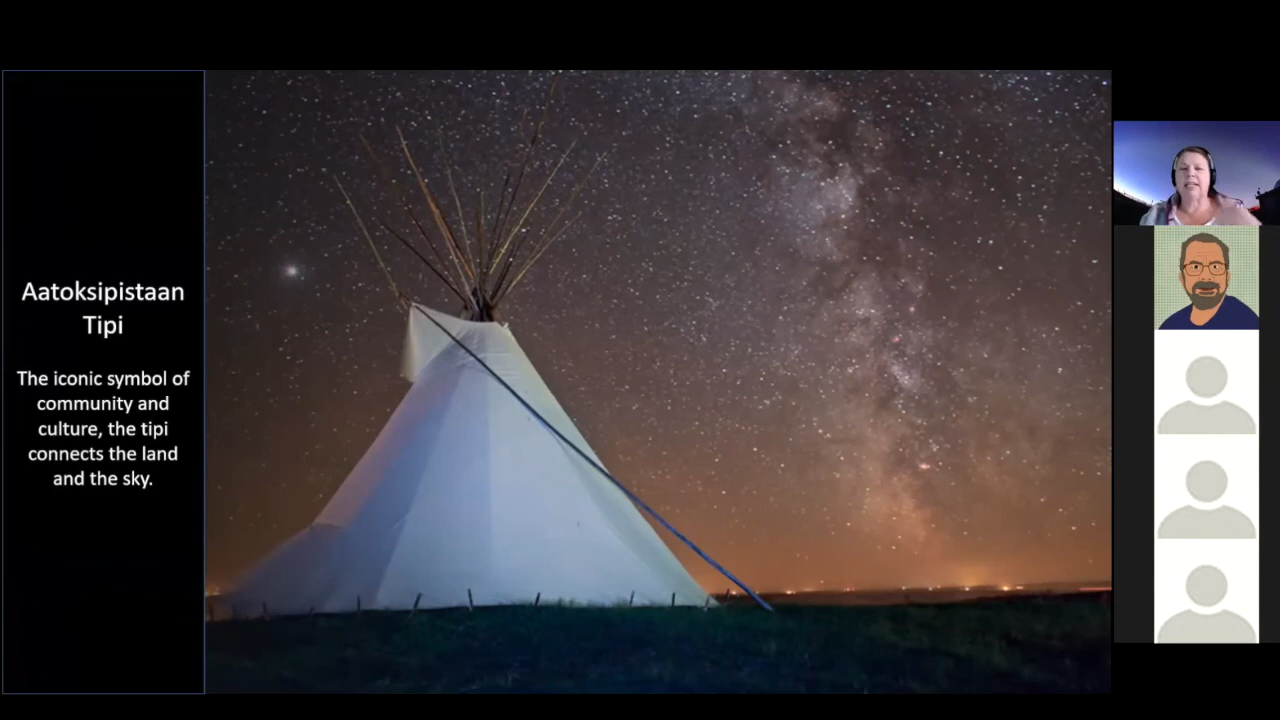 Aatoksipistaan
Tipi
The iconic symbol of
community and
culture, the tipi
connects the land
and the sky.